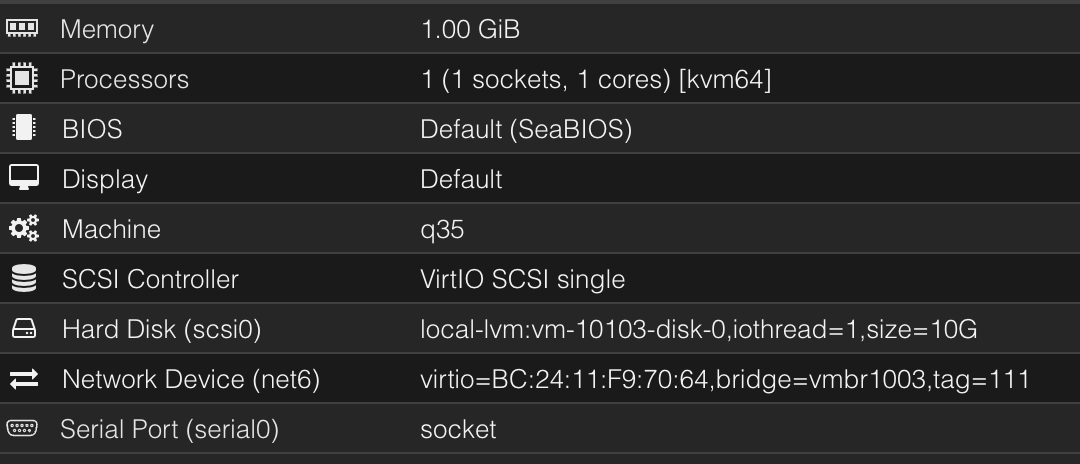 Memory 1.00 GiB
Processors 1 (1 sockets, 1 cores) [kvm64]
BIOS Default (SeaBIOS)
Display Default
Machine q35
SCSI Controller VirtIO SCSI single
Hard Disk (scsi0) local-lvm:vm-10103-disk-0,iothread=1,size=10G
Network Device (net6) virtio=BC:24:11:F9:70:64,bridge=vmbr1003,tag=111
Serial Port (serial0) socket